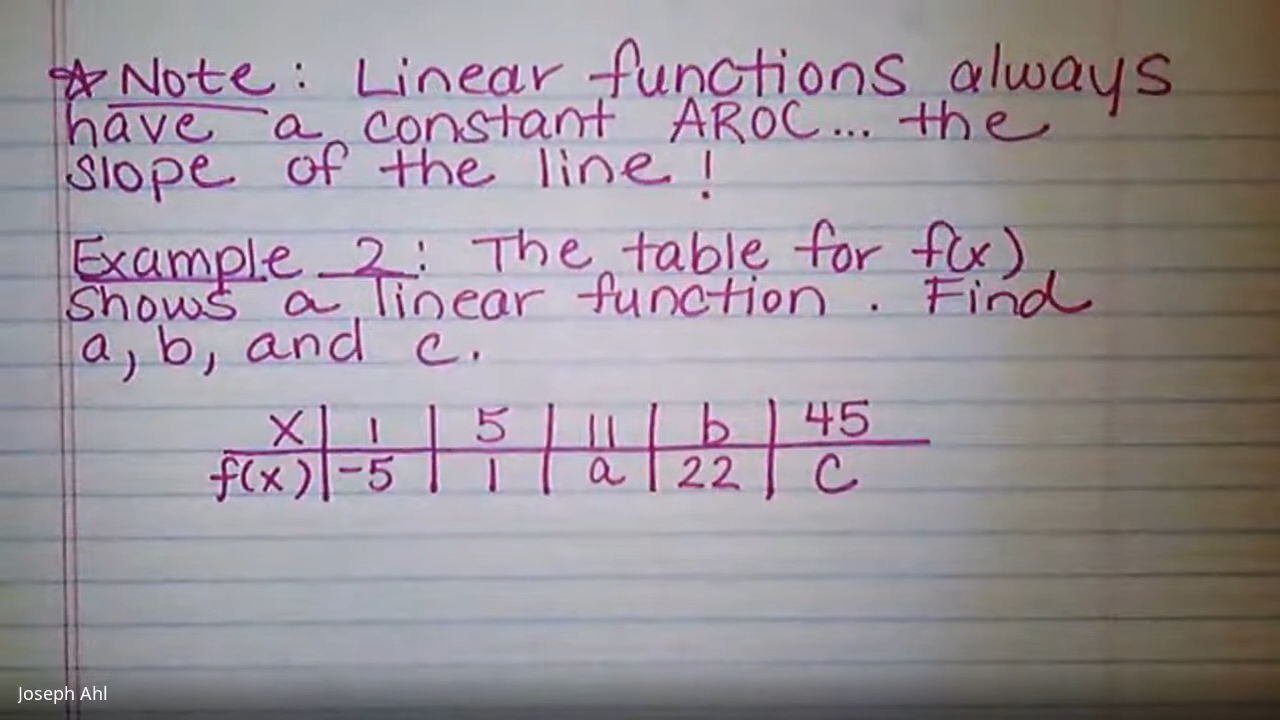 ☆ Note: Linear functions always
have a constant AROC... the
slope of the line!
Example 2: The table for f(x)
shows a linear function. Find
a, b, and c.
x | 1 | 5 | 11 | b | 45
f(x) | -5 | 1 | a | 22 | C
Joseph Ahl